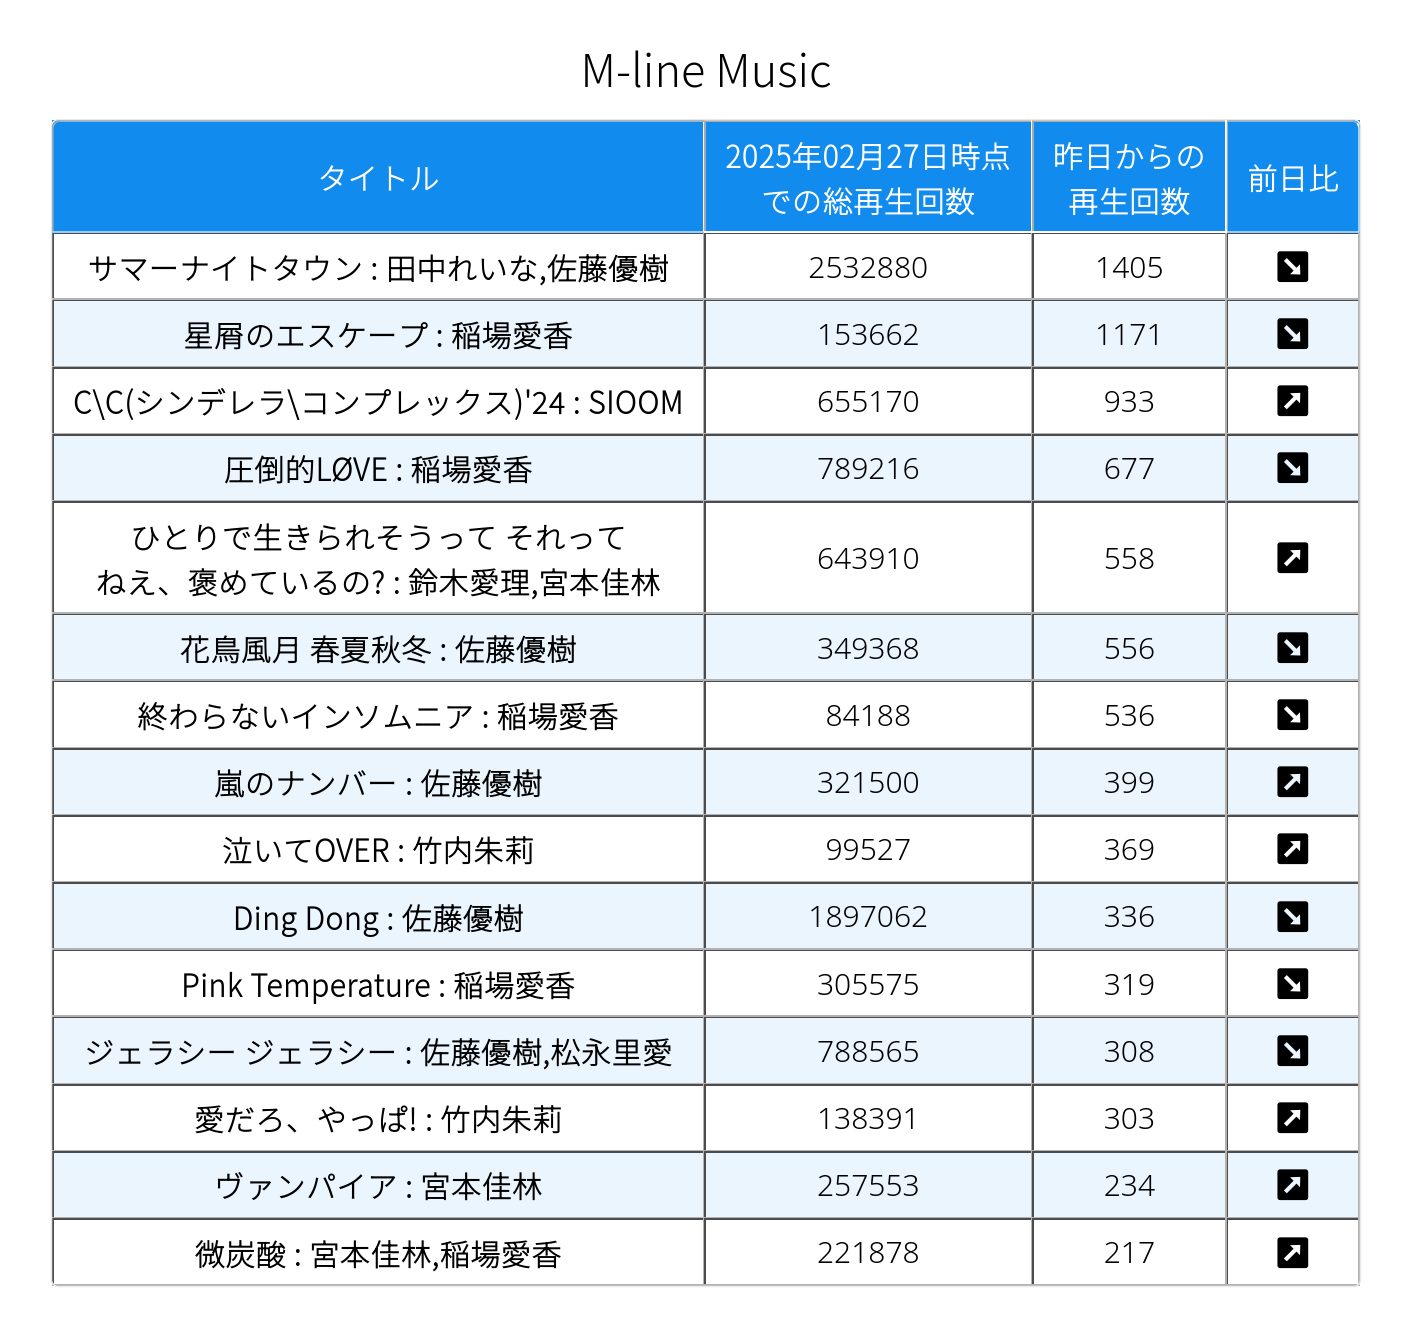 M-line Music
タイトル
2025年02月27日時点
での総再生回数
昨日からの
再生回数
前日比
サマーナイトタウン : 田中れいな,佐藤優樹 2532880 1405
星屑のエスケープ : 稲場愛香 153662 1171
C\C(シンデレラ\コンプレックス)'24 : SIOOM 655170 933
圧倒的LØVE : 稲場愛香 789216 677
ひとりで生きられそうって それって
ねえ、褒めているの? : 鈴木愛理,宮本佳林 643910 558
花鳥風月 春夏秋冬 : 佐藤優樹 349368 556
終わらないインソムニア : 稲場愛香 84188 536
嵐のナンバー : 佐藤優樹 321500 399
泣いてOVER : 竹内朱莉 99527 369
Ding Dong : 佐藤優樹 1897062 336
Pink Temperature : 稲場愛香 305575 319
ジェラシー ジェラシー : 佐藤優樹,松永里愛 788565 308
愛だろ、やっぱ! : 竹内朱莉 138391 303
ヴァンパイア : 宮本佳林 257553 234
微炭酸 : 宮本佳林,稲場愛香 221878 217